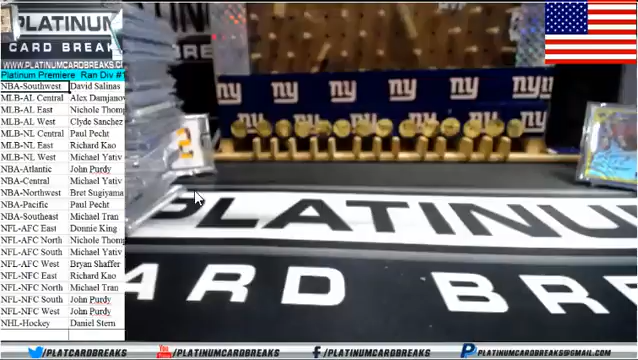 PLATINUM
CARD BREAKS
WWW.PLATINUMCARDBREAKS.C
Platinum Premiere Ran Div #1
NBA-Southwest David Salinas
MLB-AL Central Alex Damjanov
MLB-AL East Nichole Thom
MLB-AL West Clyde Sanchez
MLB-NL Central Paul Pecht
MLB-NL East Richard Kao
MLB-NL West Michael Yativ
NBA-Atlantic John Purdy
NBA-Central Michael Yativ
NBA-Northwest Bret Sugiyama
NBA-Pacific Paul Pecht
NBA-Southeast Michael Tran
NFL-AFC East Donnie King
NFL-AFC North Nichole Thom
NFL-AFC South Michael Yativ
NFL-AFC West Bryan Shaffer
NFL-NFC East Richard Kao
NFL-NFC North Michael Tran
NFL-NFC South John Purdy
NFL-NFC West John Purdy
NHL-Hockey Daniel Stern
ny ny ny ny ny ny
PLATINU
ARD BRE
/PLATCARDBREAKS
You Tube /PLATINUMCARDBREAKS
f /PLATINUMCARDBREAKS
P PLATINUMCARDBREAKS@GMAIL.COM